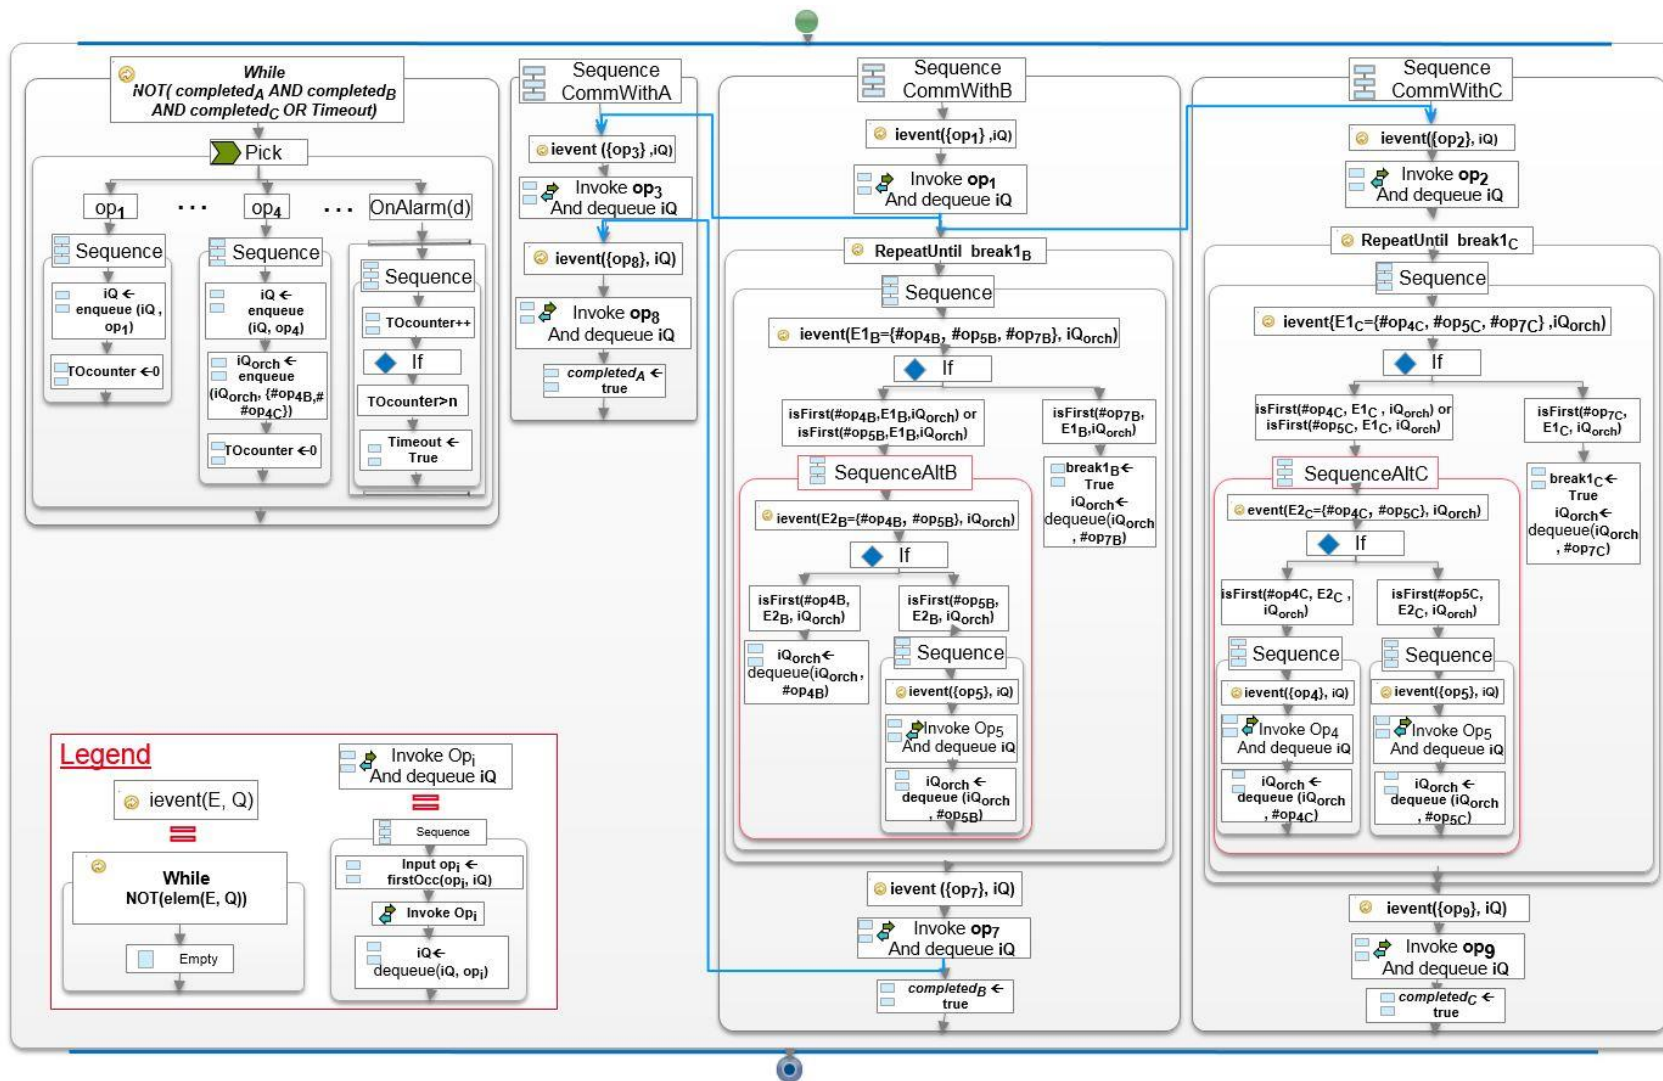 While
NOT( completedA AND completedB
AND completedC OR Timeout)
Pick
op1
...
op4
...
OnAlarm(d)
Sequence
iQ ←
enqueue (iQ ,
op1)
TOcounter ←0
Sequence
iQ ←
enqueue
(iQ, op4)
iQorch ←
enqueue
(iQorch, {#op4B,#
#op4C})
TOcounter ←0
Sequence
TOcounter++
If
TOcounter>n
Timeout ←
True
Sequence
CommWithA
ievent ({op3} ,iQ)
Invoke op3
And dequeue iQ
ievent({op8}, iQ)
Invoke op8
And dequeue iQ
completedA ←
true
Sequence
CommWithB
ievent({op1} ,iQ)
Invoke op1
And dequeue iQ
RepeatUntil break1B
Sequence
ievent(E1B={#op4B, #op5B, #op7B}, iQorch)
If
isFirst(#op4B,E1B,iQorch) or
isFirst(#op5B,E1B,iQorch)
isFirst(#op7B,
E1B,iQorch)
break1B←
True
iQorch←
dequeue(iQorch
, #op7B)
SequenceAltB
ievent(E2B={#op4B, #op5B}, iQorch)
If
isFirst(#op4B,
E2B, iQorch)
isFirst(#op5B,
E2B, iQorch)
iQorch←
dequeue(iQorch,
#op4B)
Sequence
ievent({op5}, iQ)
Invoke Op5
And dequeue iQ
iQorch ←
dequeue (iQorch
, #op5B)
ievent ({op7}, iQ)
Invoke op7
And dequeue iQ
completedB ←
true
Sequence
CommWithC
ievent({op2}, iQ)
Invoke op2
And dequeue iQ
RepeatUntil break1C
Sequence
ievent{E1C={#op4C, #op5C, #op7C} ,iQorch)
If
isFirst(#op4C, E1C , iQorch) or
isFirst(#op5C, E1C, iQorch)
isFirst(#op7C,
E1C, iQorch)
break1C←
True
iQorch←
dequeue(iQorch
, #op7C)
SequenceAltC
event(E2C={#op4C, #op5C}, iQorch)
If
isFirst(#op4C, E2C ,
iQorch)
isFirst(#op5C,
E2C, iQorch)
Sequence
ievent({op4}, iQ)
Invoke Op4
And dequeue iQ
iQorch ←
dequeue (iQorch
, #op4C)
Sequence
ievent({op5}, iQ)
Invoke Op5
And dequeue iQ
iQorch ←
dequeue (iQorch
, #op5C)
ievent({op9}, iQ)
Invoke op9
And dequeue iQ
completedC ←
true
Legend
ievent(E, Q)
=
While
NOT(elem(E, Q))
Empty
Invoke Opi
And dequeue iQ
=
Sequence
Input opi ←
firstOcc(opi, iQ)
Invoke Opi
iQ←
dequeue(iQ, opi)